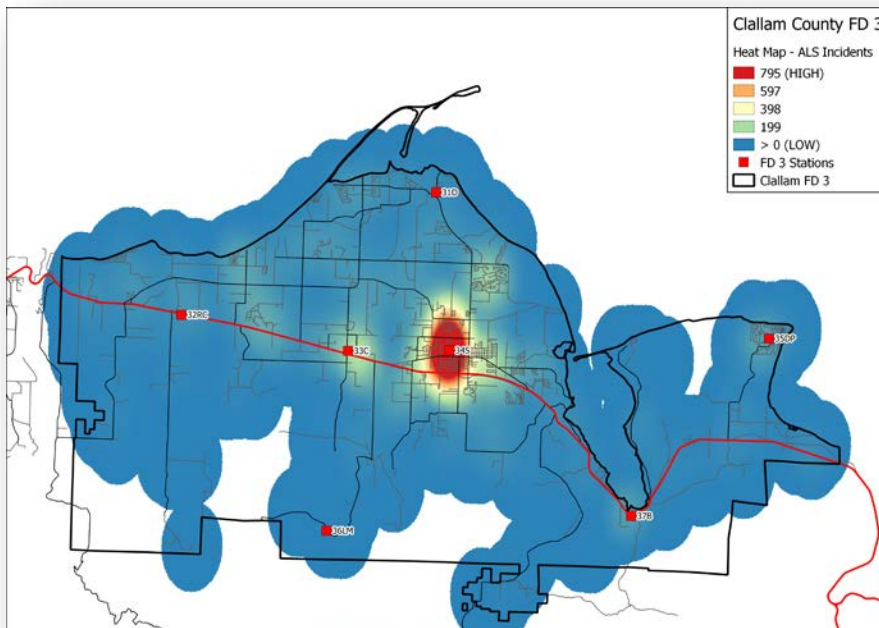 Clallam County FD 3
Heat Map - ALS Incidents
795 (HIGH)
597
398
199
> 0 (LOW)
FD 3 Stations
Clallam FD 3
31D
32RC
33C
34S
35DP
37B
36LM